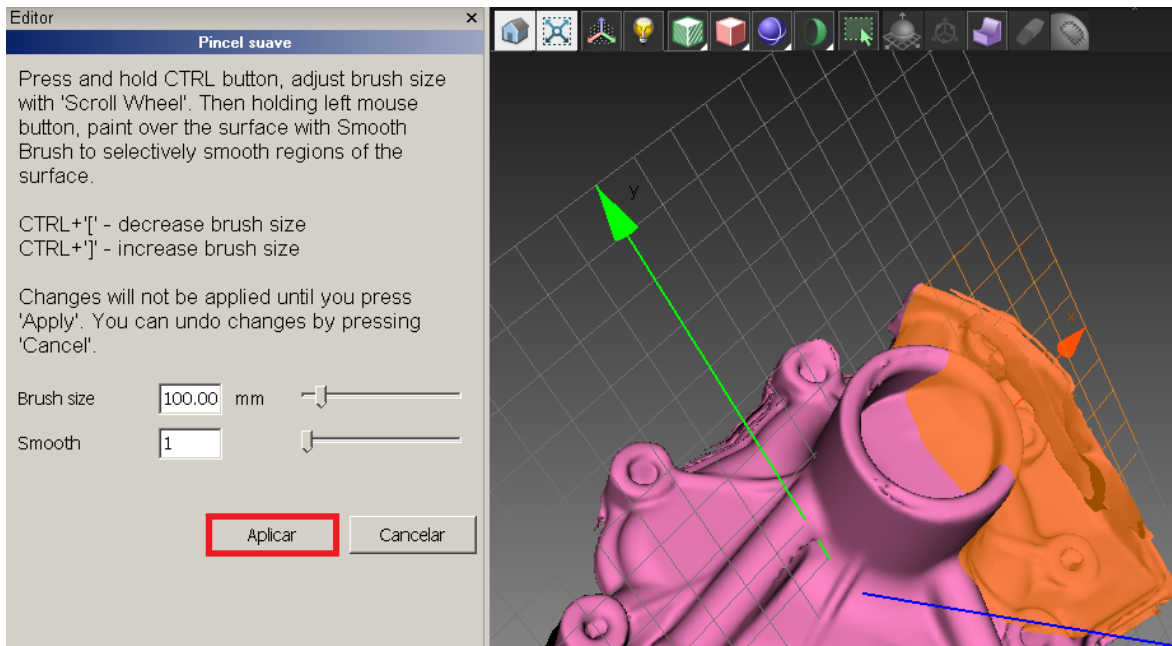 Editor ×
Pincel suave
Press and hold CTRL button, adjust brush size
with 'Scroll Wheel'. Then holding left mouse
button, paint over the surface with Smooth
Brush to selectively smooth regions of the
surface.
CTRL+'[' - decrease brush size
CTRL+']' - increase brush size
Changes will not be applied until you press
'Apply'. You can undo changes by pressing
'Cancel'.
Brush size 100.00 mm
Smooth 1
Aplicar Cancelar
y
x